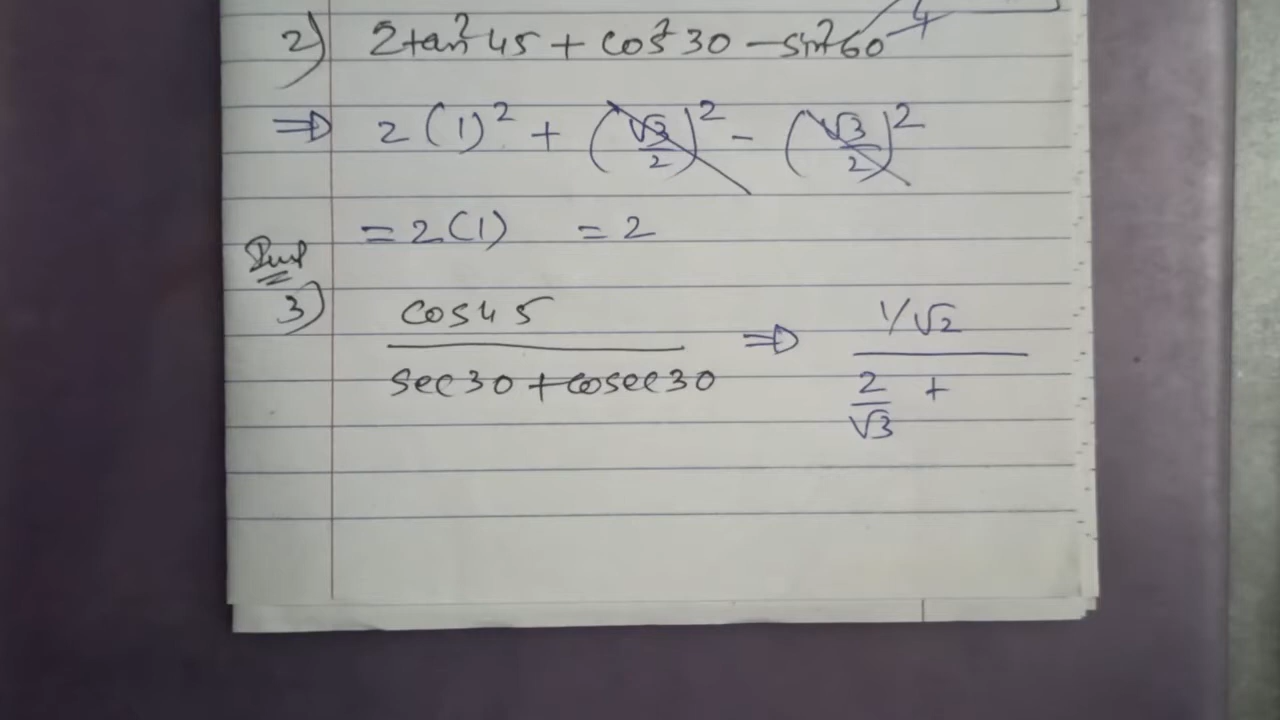 2) 2tan²45 + cos²30 - sin²60
⇒ 2(1)² + (√3/2)² - (√3/2)²
= 2(1) = 2
3) cos45 / sec30 + cosec30 ⇒ 1/√2 / 2/√3 +